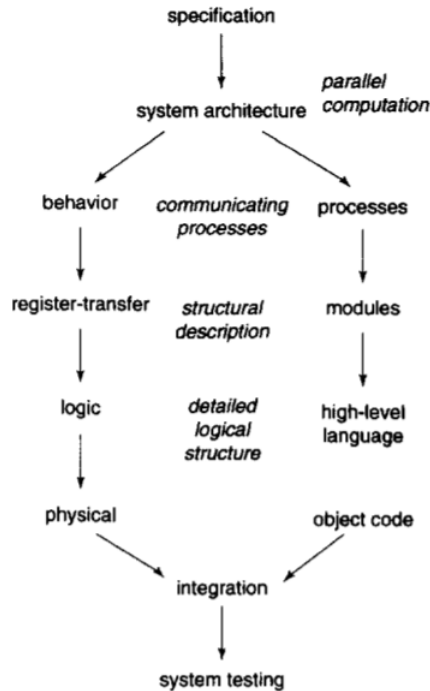 specification
parallel
computation
system architecture
behavior
communicating
processes
processes
register-transfer
structural
description
modules
logic
detailed
logical
structure
high-level
language
physical
object code
integration
system testing